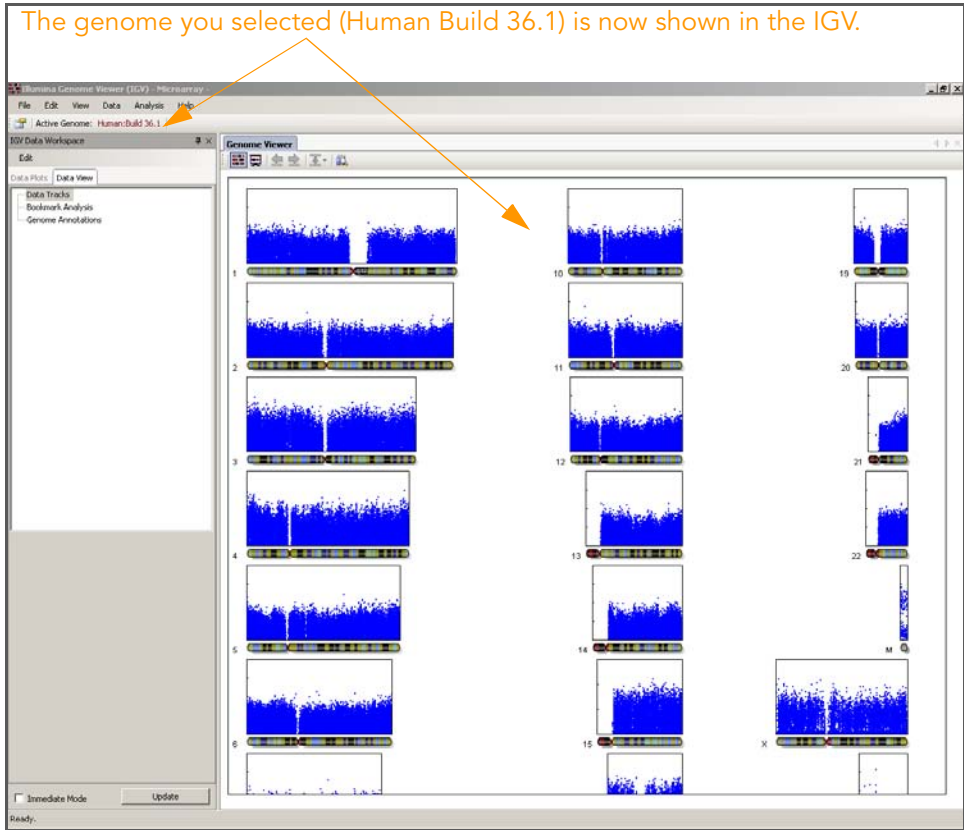 The genome you selected (Human Build 36.1) is now shown in the IGV.
Illumina Genome Viewer (IGV) - Microarray -
File Edit View Data Analysis Help
Active Genome: Human:Build 36.1
IGV Data Workspace
Edit
Data Plots Data View
Data Tracks
Bookmark Analysis
Genome Annotations
Genome Viewer
1 10 19
2 11 20
3 12 21
4 13 22
5 14 M
6 15 X
Immediate Mode Update
Ready.